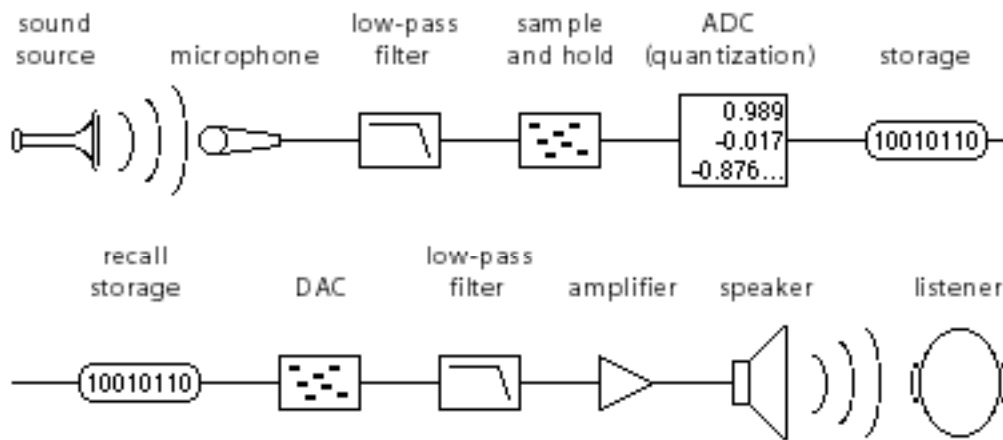 sound
source
microphone
low-pass
filter
sample
and hold
ADC
(quantization)
storage
0.989
-0.017
-0.876...
10010110
recall
storage
DAC
low-pass
filter
amplifier
speaker
listener
10010110